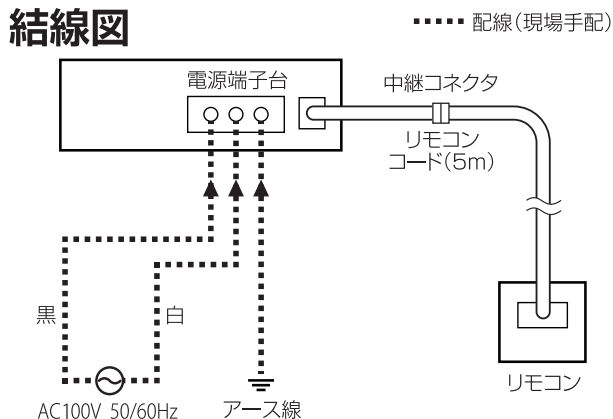 結線図
配線(現場手配)
電源端子台
中継コネクタ
リモコン
コード(5m)
黒
白
AC100V 50/60Hz
アース線
リモコン